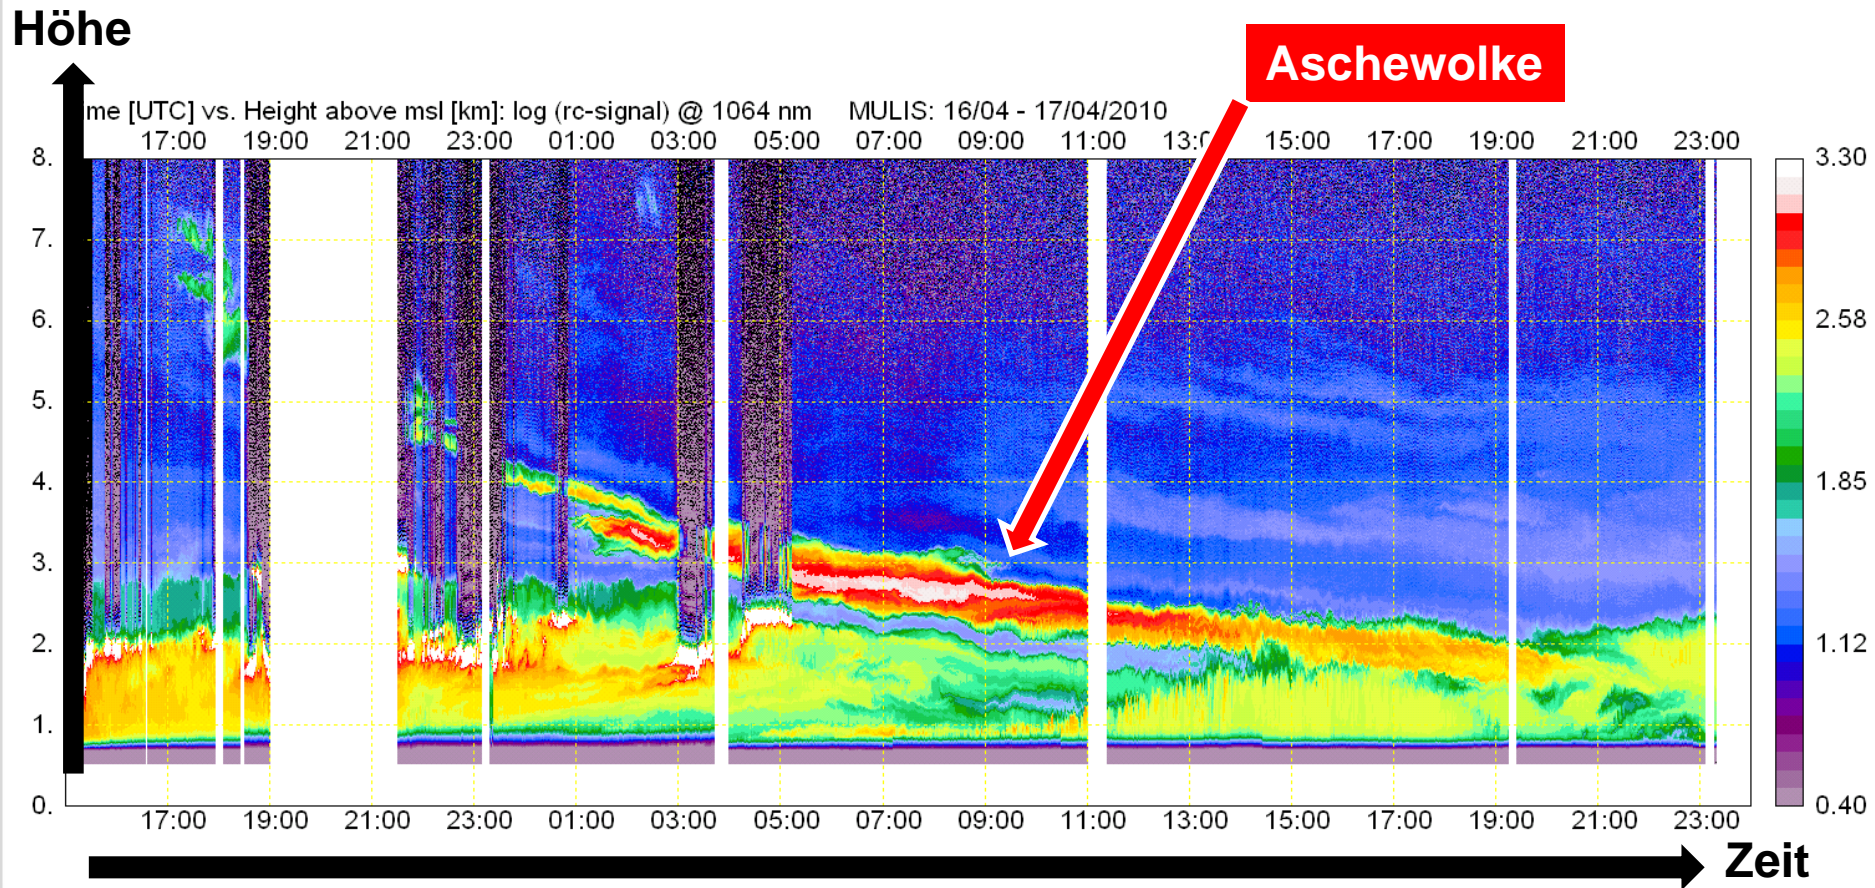 Höhe
Aschewolke
me [UTC] vs. Height above msl [km]: log (rc-signal) @ 1064 nm MULIS: 16/04 - 17/04/2010
17:00 19:00 21:00 23:00 01:00 03:00 05:00 07:00 09:00 11:00 13:00 15:00 17:00 19:00 21:00 23:00
8.
7.
6.
5.
4.
3.
2.
1.
0.
3.30
2.58
1.85
1.12
0.40
17:00 19:00 21:00 23:00 01:00 03:00 05:00 07:00 09:00 11:00 13:00 15:00 17:00 19:00 21:00 23:00
Zeit